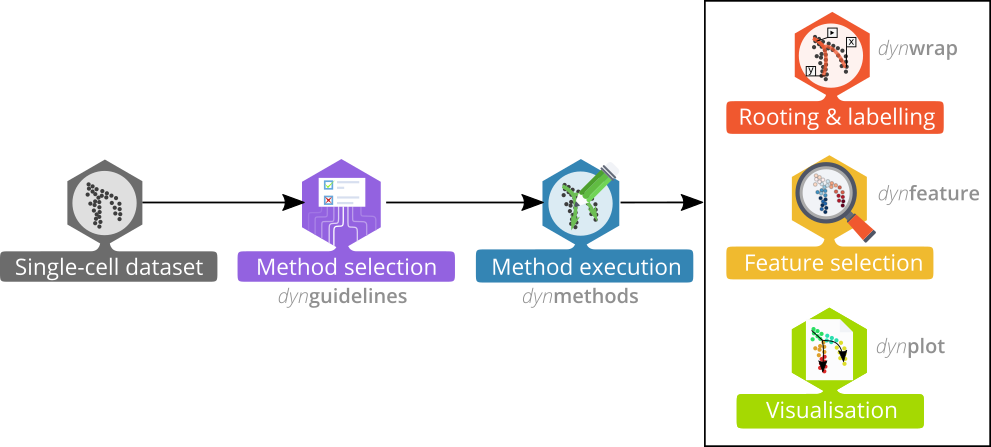 Single-cell dataset
Method selection
dynguidelines
Method execution
dynmethods
dynwrap
x
y
Rooting & labelling
dynfeature
Feature selection
dynplot
Visualisation